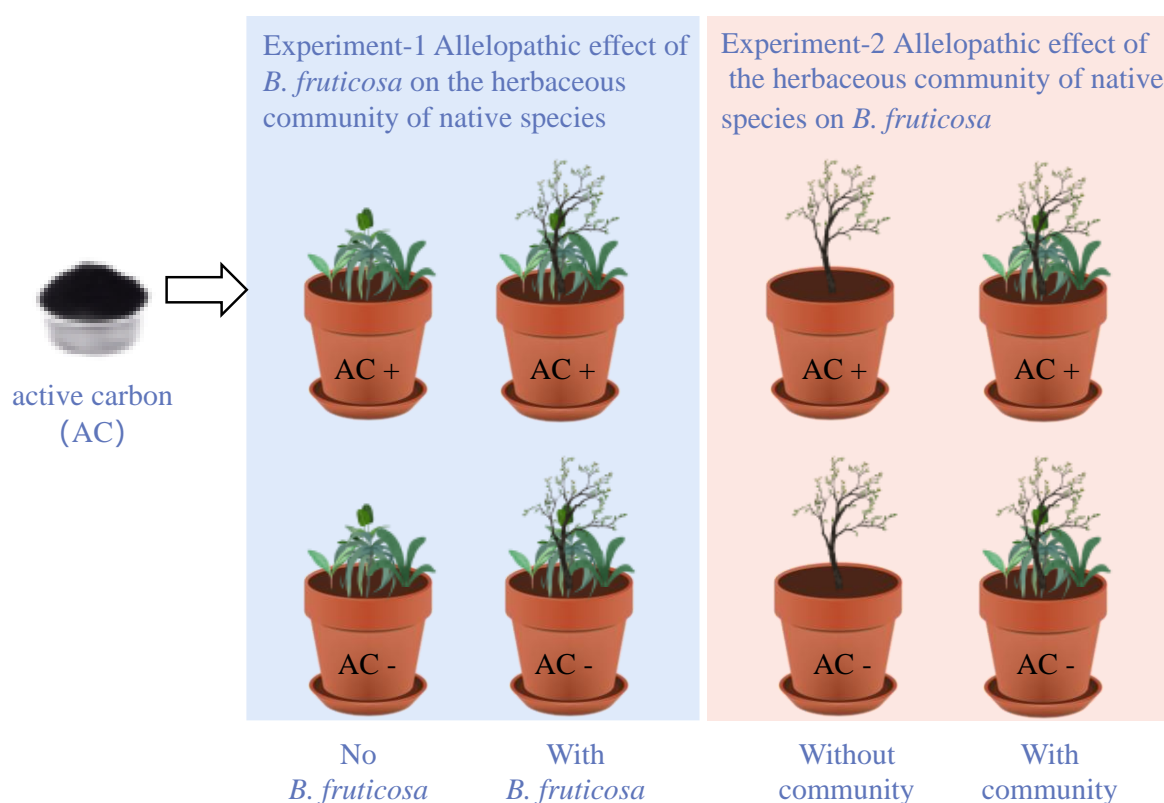 Experiment-1 Allelopathic effect of
B. fruticosa on the herbaceous
community of native species
Experiment-2 Allelopathic effect of
the herbaceous community of native
species on B. fruticosa
active carbon
(AC)
AC +
AC +
AC +
AC +
AC -
AC -
AC -
AC -
No
B. fruticosa
With
B. fruticosa
Without
community
With
community